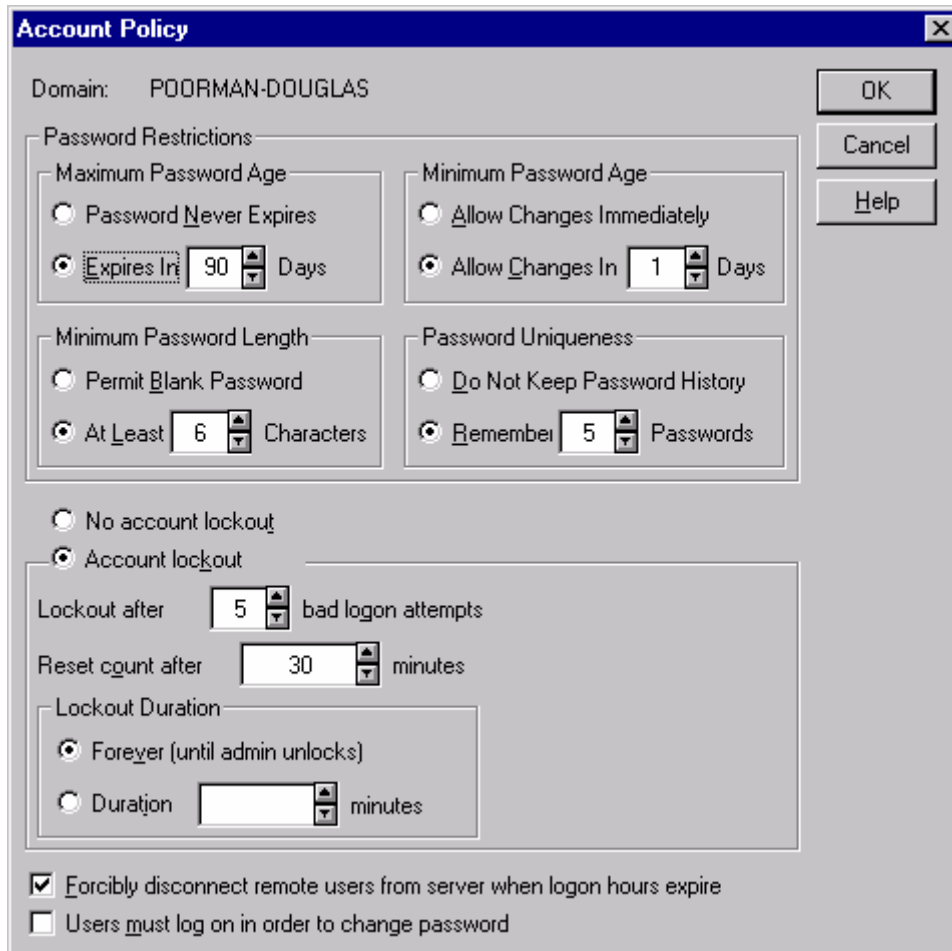 Account Policy
Domain: POORMAN-DOUGLAS
OK
Cancel
Help
Password Restrictions
Maximum Password Age
Password Never Expires
Expires In 90 Days
Minimum Password Age
Allow Changes Immediately
Allow Changes In 1 Days
Minimum Password Length
Permit Blank Password
At Least 6 Characters
Password Uniqueness
Do Not Keep Password History
Remember 5 Passwords
No account lockout
Account lockout
Lockout after 5 bad logon attempts
Reset count after 30 minutes
Lockout Duration
Forever (until admin unlocks)
Duration minutes
Forcibly disconnect remote users from server when logon hours expire
Users must log on in order to change password